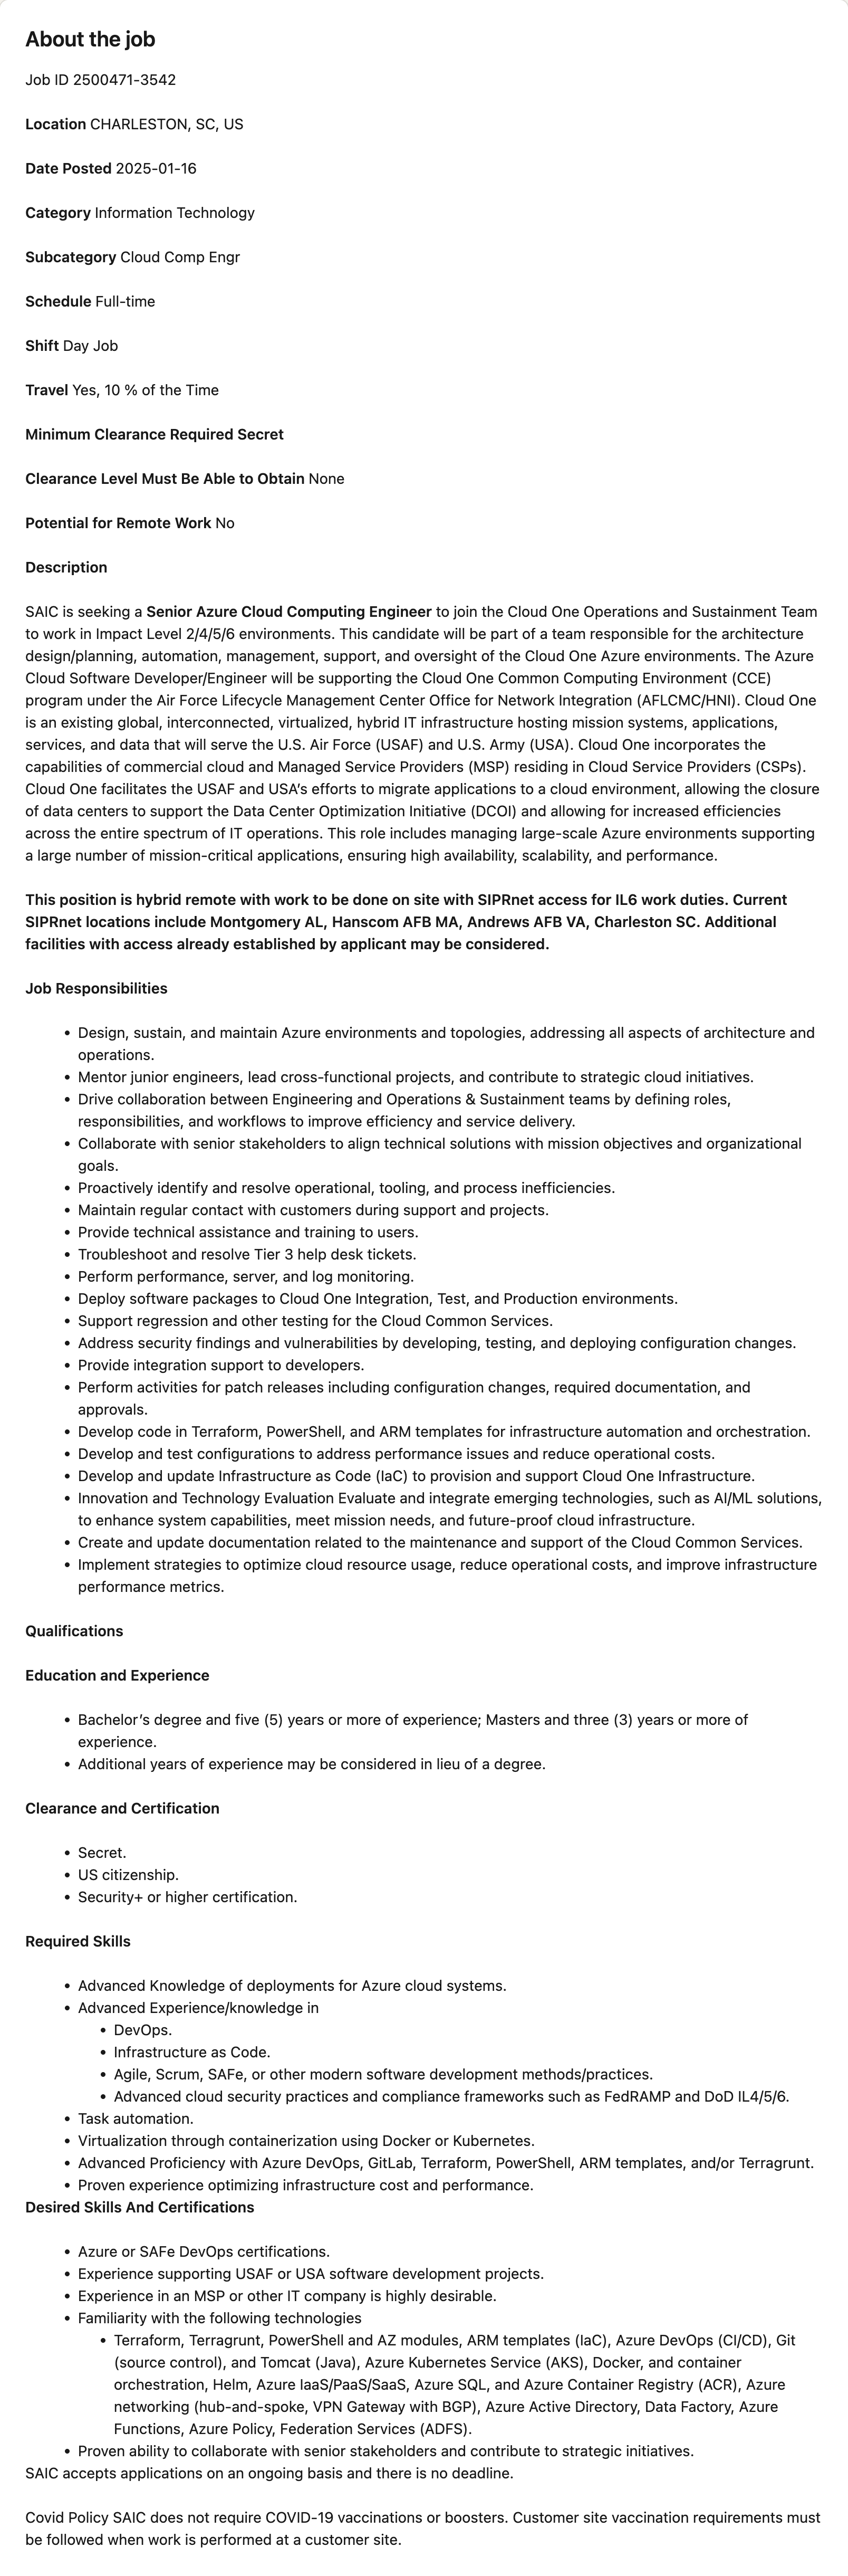 About the job
Job ID 2500471-3542
Location CHARLESTON, SC, US
Date Posted 2025-01-16
Category Information Technology
Subcategory Cloud Comp Engr
Schedule Full-time
Shift Day Job
Travel Yes, 10 % of the Time
Minimum Clearance Required Secret
Clearance Level Must Be Able to Obtain None
Potential for Remote Work No
Description
SAIC is seeking a Senior Azure Cloud Computing Engineer to join the Cloud One Operations and Sustainment Team
to work in Impact Level 2/4/5/6 environments. This candidate will be part of a team responsible for the architecture
design/planning, automation, management, support, and oversight of the Cloud One Azure environments. The Azure
Cloud Software Developer/Engineer will be supporting the Cloud One Common Computing Environment (CCE)
program under the Air Force Lifecycle Management Center Office for Network Integration (AFLCMC/HNI). Cloud One
is an existing global, interconnected, virtualized, hybrid IT infrastructure hosting mission systems, applications,
services, and data that will serve the U.S. Air Force (USAF) and U.S. Army (USA). Cloud One incorporates the
capabilities of commercial cloud and Managed Service Providers (MSP) residing in Cloud Service Providers (CSPs).
Cloud One facilitates the USAF and USA’s efforts to migrate applications to a cloud environment, allowing the closure
of data centers to support the Data Center Optimization Initiative (DCOI) and allowing for increased efficiencies
across the entire spectrum of IT operations. This role includes managing large-scale Azure environments supporting
a large number of mission-critical applications, ensuring high availability, scalability, and performance.
This position is hybrid remote with work to be done on site with SIPRnet access for IL6 work duties. Current
SIPRnet locations include Montgomery AL, Hanscom AFB MA, Andrews AFB VA, Charleston SC. Additional
facilities with access already established by applicant may be considered.
Job Responsibilities
• Design, sustain, and maintain Azure environments and topologies, addressing all aspects of architecture and
operations.
• Mentor junior engineers, lead cross-functional projects, and contribute to strategic cloud initiatives.
• Drive collaboration between Engineering and Operations & Sustainment teams by defining roles,
responsibilities, and workflows to improve efficiency and service delivery.
• Collaborate with senior stakeholders to align technical solutions with mission objectives and organizational
goals.
• Proactively identify and resolve operational, tooling, and process inefficiencies.
• Maintain regular contact with customers during support and projects.
• Provide technical assistance and training to users.
• Troubleshoot and resolve Tier 3 help desk tickets.
• Perform performance, server, and log monitoring.
• Deploy software packages to Cloud One Integration, Test, and Production environments.
• Support regression and other testing for the Cloud Common Services.
• Address security findings and vulnerabilities by developing, testing, and deploying configuration changes.
• Provide integration support to developers.
• Perform activities for patch releases including configuration changes, required documentation, and
approvals.
• Develop code in Terraform, PowerShell, and ARM templates for infrastructure automation and orchestration.
• Develop and test configurations to address performance issues and reduce operational costs.
• Develop and update Infrastructure as Code (IaC) to provision and support Cloud One Infrastructure.
• Innovation and Technology Evaluation Evaluate and integrate emerging technologies, such as AI/ML solutions,
to enhance system capabilities, meet mission needs, and future-proof cloud infrastructure.
• Create and update documentation related to the maintenance and support of the Cloud Common Services.
• Implement strategies to optimize cloud resource usage, reduce operational costs, and improve infrastructure
performance metrics.
Qualifications
Education and Experience
• Bachelor’s degree and five (5) years or more of experience; Masters and three (3) years or more of
experience.
• Additional years of experience may be considered in lieu of a degree.
Clearance and Certification
• Secret.
• US citizenship.
• Security+ or higher certification.
Required Skills
• Advanced Knowledge of deployments for Azure cloud systems.
• Advanced Experience/knowledge in
• DevOps.
• Infrastructure as Code.
• Agile, Scrum, SAFe, or other modern software development methods/practices.
• Advanced cloud security practices and compliance frameworks such as FedRAMP and DoD IL4/5/6.
• Task automation.
• Virtualization through containerization using Docker or Kubernetes.
• Advanced Proficiency with Azure DevOps, GitLab, Terraform, PowerShell, ARM templates, and/or Terragrunt.
• Proven experience optimizing infrastructure cost and performance.
Desired Skills And Certifications
• Azure or SAFe DevOps certifications.
• Experience supporting USAF or USA software development projects.
• Experience in an MSP or other IT company is highly desirable.
• Familiarity with the following technologies
• Terraform, Terragrunt, PowerShell and AZ modules, ARM templates (IaC), Azure DevOps (CI/CD), Git
(source control), and Tomcat (Java), Azure Kubernetes Service (AKS), Docker, and container
orchestration, Helm, Azure IaaS/PaaS/SaaS, Azure SQL, and Azure Container Registry (ACR), Azure
networking (hub-and-spoke, VPN Gateway with BGP), Azure Active Directory, Data Factory, Azure
Functions, Azure Policy, Federation Services (ADFS).
• Proven ability to collaborate with senior stakeholders and contribute to strategic initiatives.
SAIC accepts applications on an ongoing basis and there is no deadline.
Covid Policy SAIC does not require COVID-19 vaccinations or boosters. Customer site vaccination requirements must
be followed when work is performed at a customer site.